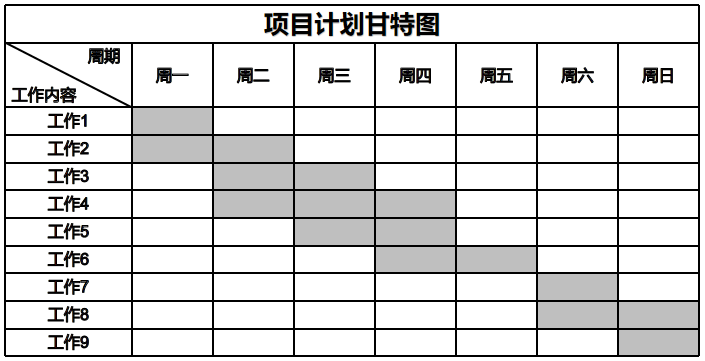 项目计划甘特图
周期
工作内容
周一 周二 周三 周四 周五 周六 周日
工作1
工作2
工作3
工作4
工作5
工作6
工作7
工作8
工作9